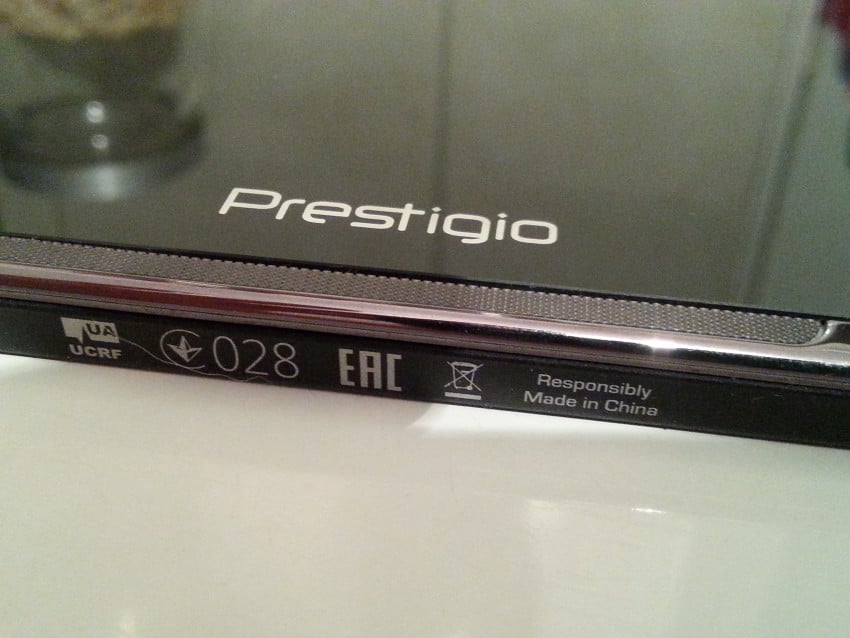 Prestigio
UA
UCRF
028
EAC
Responsibly
Made in China